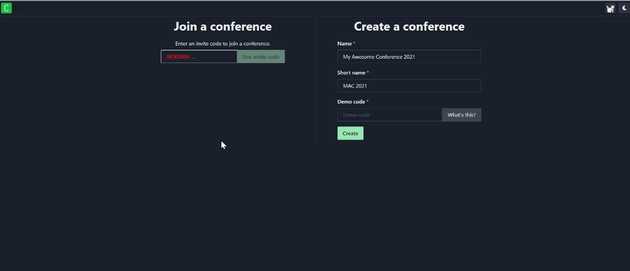 C
Join a conference
Enter an invite code to join a conference.
Use invite code
Create a conference
Name *
My Awesome Conference 2021
Short name *
MAC 2021
Demo code *
Demo code
What's this?
Create